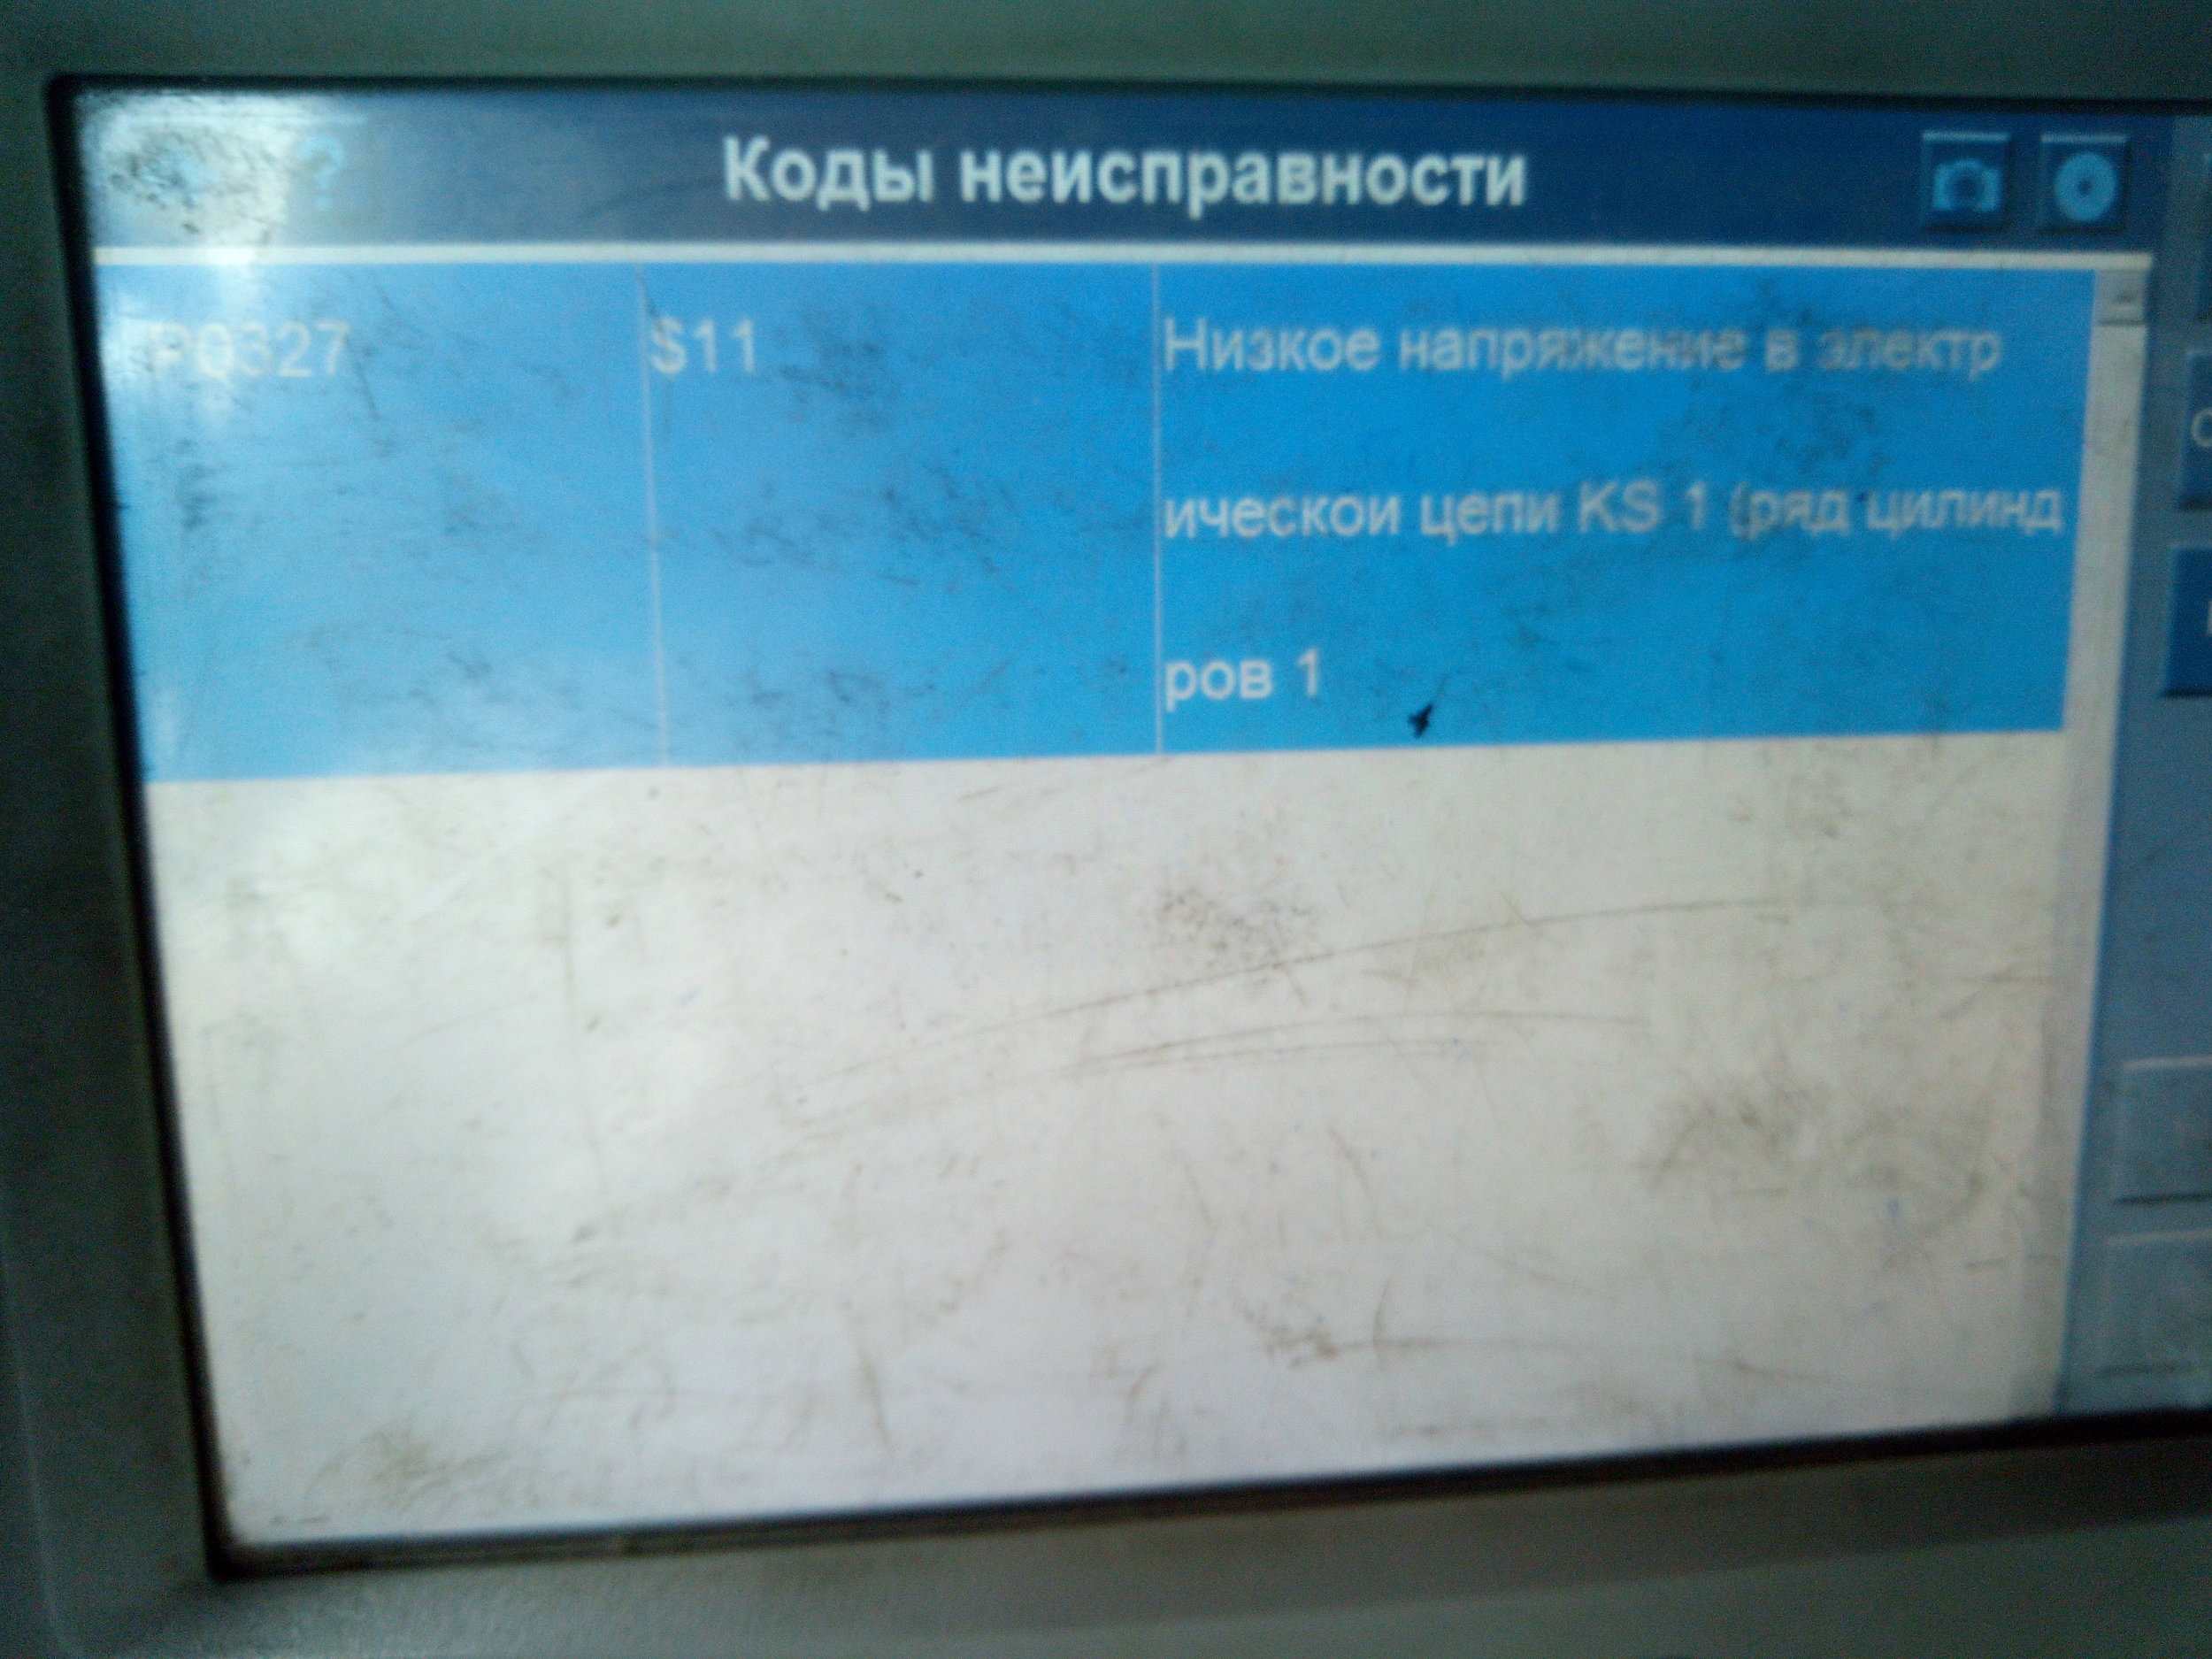 ?
Коды неисправности
P0327
$11
Низкое напряжение в электр
ической цепи KS 1 (ряд цилинд
ров 1